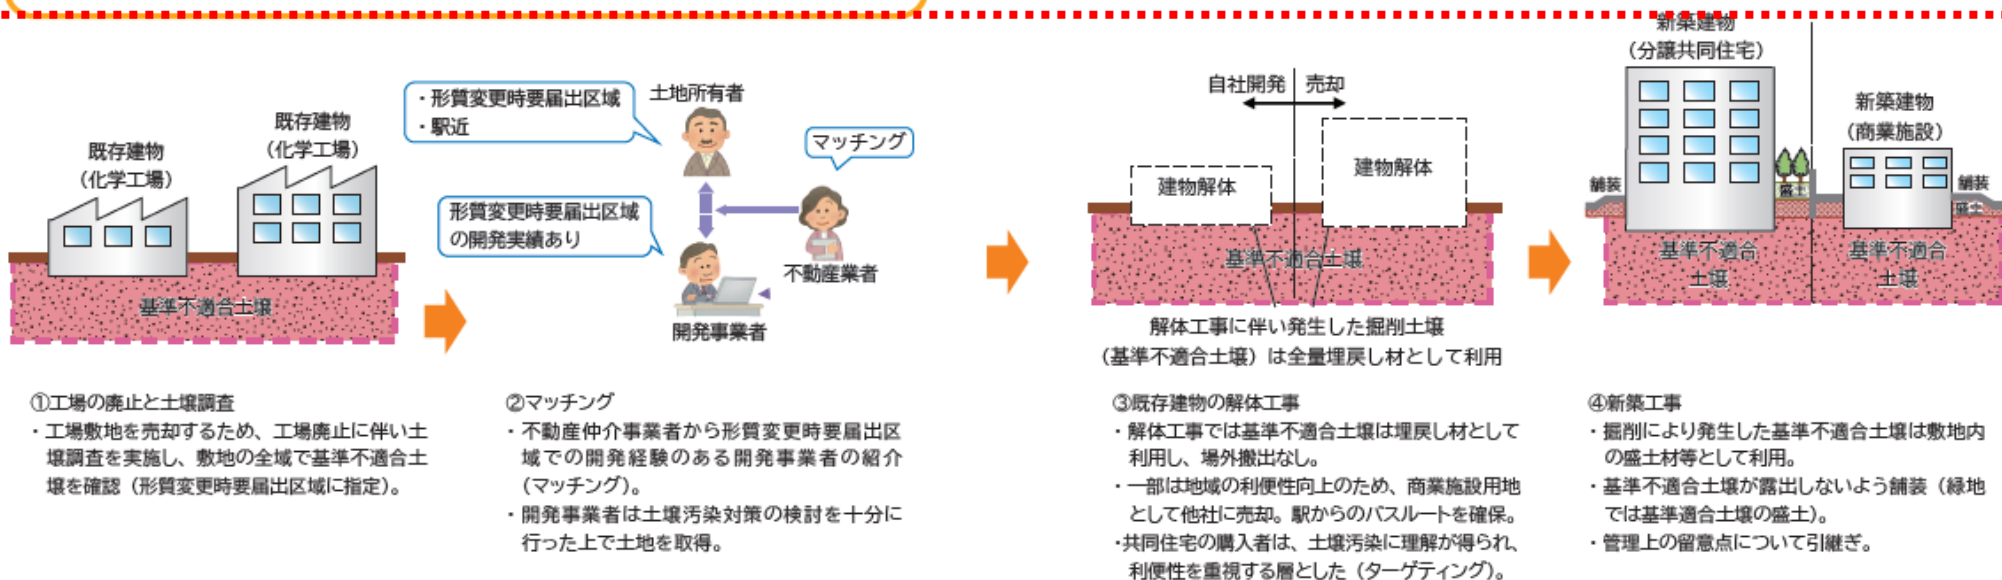 既存建物
(化学工場)
既存建物
(化学工場)
基準不適合土壌
・形質変更時要届出区域
・駅近
土地所有者
マッチング
形質変更時要届出区域
の開発実績あり
不動産業者
開発事業者
自社開発
売却
建物解体
建物解体
基準不適合土壌
解体工事に伴い発生した掘削土壌
(基準不適合土壌)は全量埋戻し材として利用
新築建物
(分譲共同住宅)
新築建物
(商業施設)
舗装
盛土
舗装
盛土
基準不適合
土壌
基準不適合
土壌
①工場の廃止と土壌調査
・工場敷地を売却するため、工場廃止に伴い土
壌調査を実施し、敷地の全域で基準不適合土
壌を確認(形質変更時要届出区域に指定)。
②マッチング
・不動産仲介事業者から形質変更時要届出区
域での開発経験のある開発事業者の紹介
(マッチング)。
・開発事業者は土壌汚染対策の検討を十分に
行った上で土地を取得。
③既存建物の解体工事
・解体工事では基準不適合土壌は埋戻し材として
利用し、場外搬出なし。
・一部は地域の利便性向上のため、商業施設用地
として他社に売却。駅からのバスルートを確保。
・共同住宅の購入者は、土壌汚染に理解が得られ、
利便性を重視する層とした(ターゲティング)。
④新築工事
・掘削により発生した基準不適合土壌は敷地内
の盛土材等として利用。
・基準不適合土壌が露出しないよう舗装(緑地
では基準適合土壌の盛土)。
・管理上の留意点について引継ぎ。